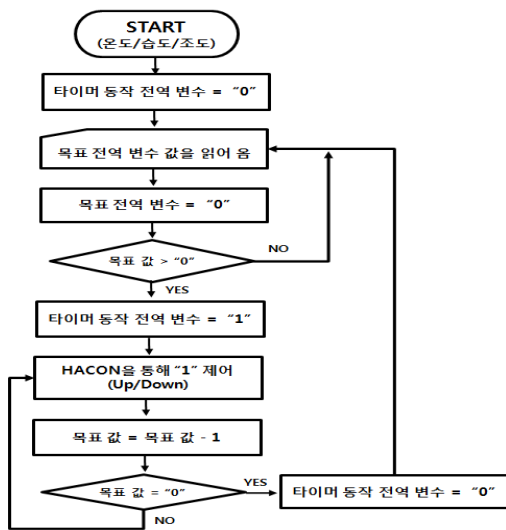 START
(온도/습도/조도)
타이머 동작 전역 변수 = “0”
목표 전역 변수 값을 읽어 옴
목표 전역 변수 = “0”
목표 값 > “0”
NO
YES
타이머 동작 전역 변수 = “1”
HACON을 통해 “1” 제어
(Up/Down)
목표 값 = 목표 값 - 1
목표 값 = “0”
YES
타이머 동작 전역 변수 = “0”
NO